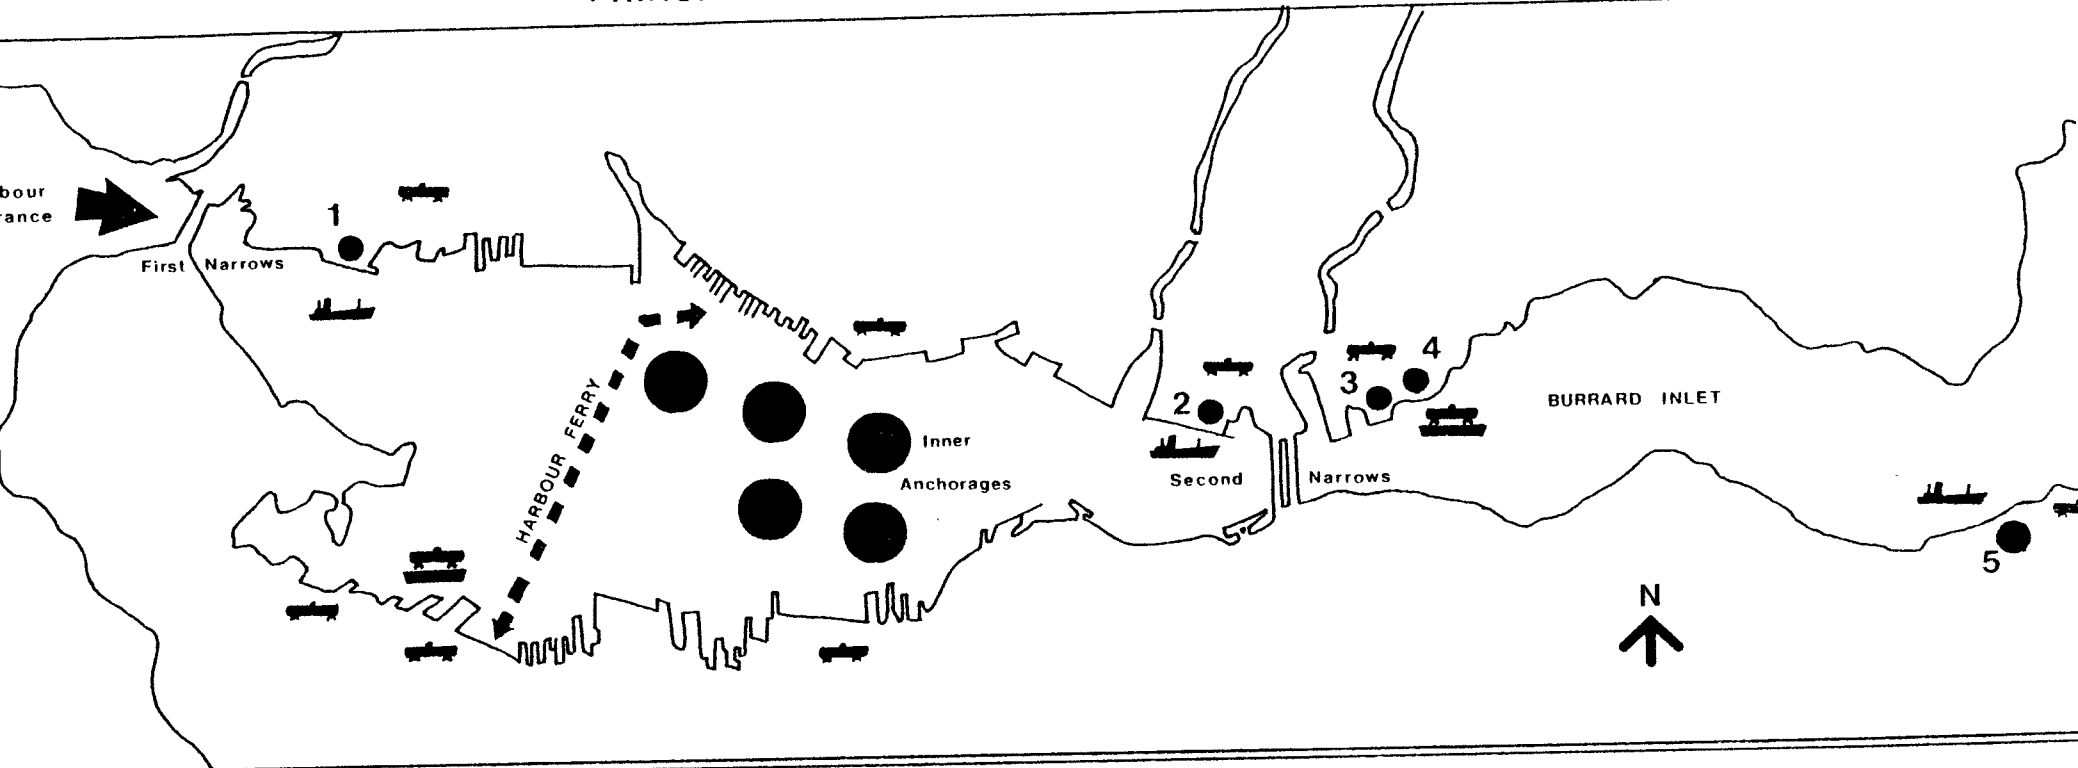 bour
rance
1
First Narrows
HARBOUR FERRY
Inner
Anchorages
2
Second Narrows
3
4
BURRARD INLET
5
N